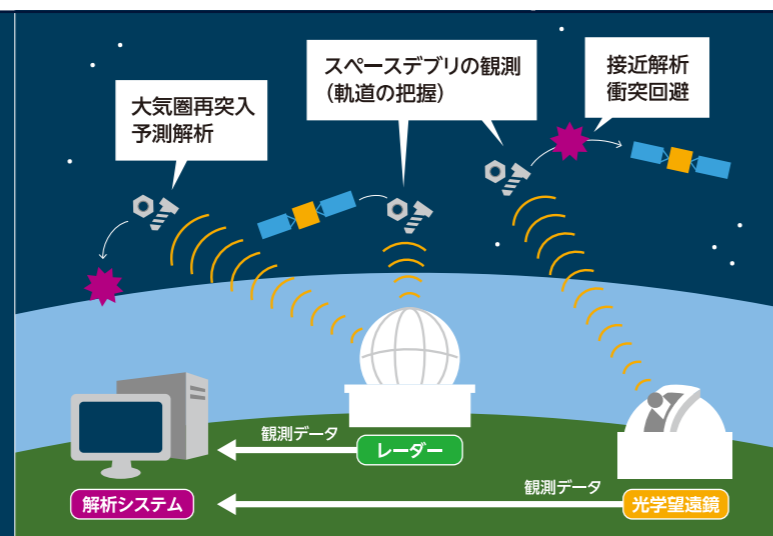 大気圏再突入
予測解析
スペースデブリの観測
（軌道の把握）
接近解析
衝突回避
観測データ
レーダー
観測データ
解析システム
光学望遠鏡